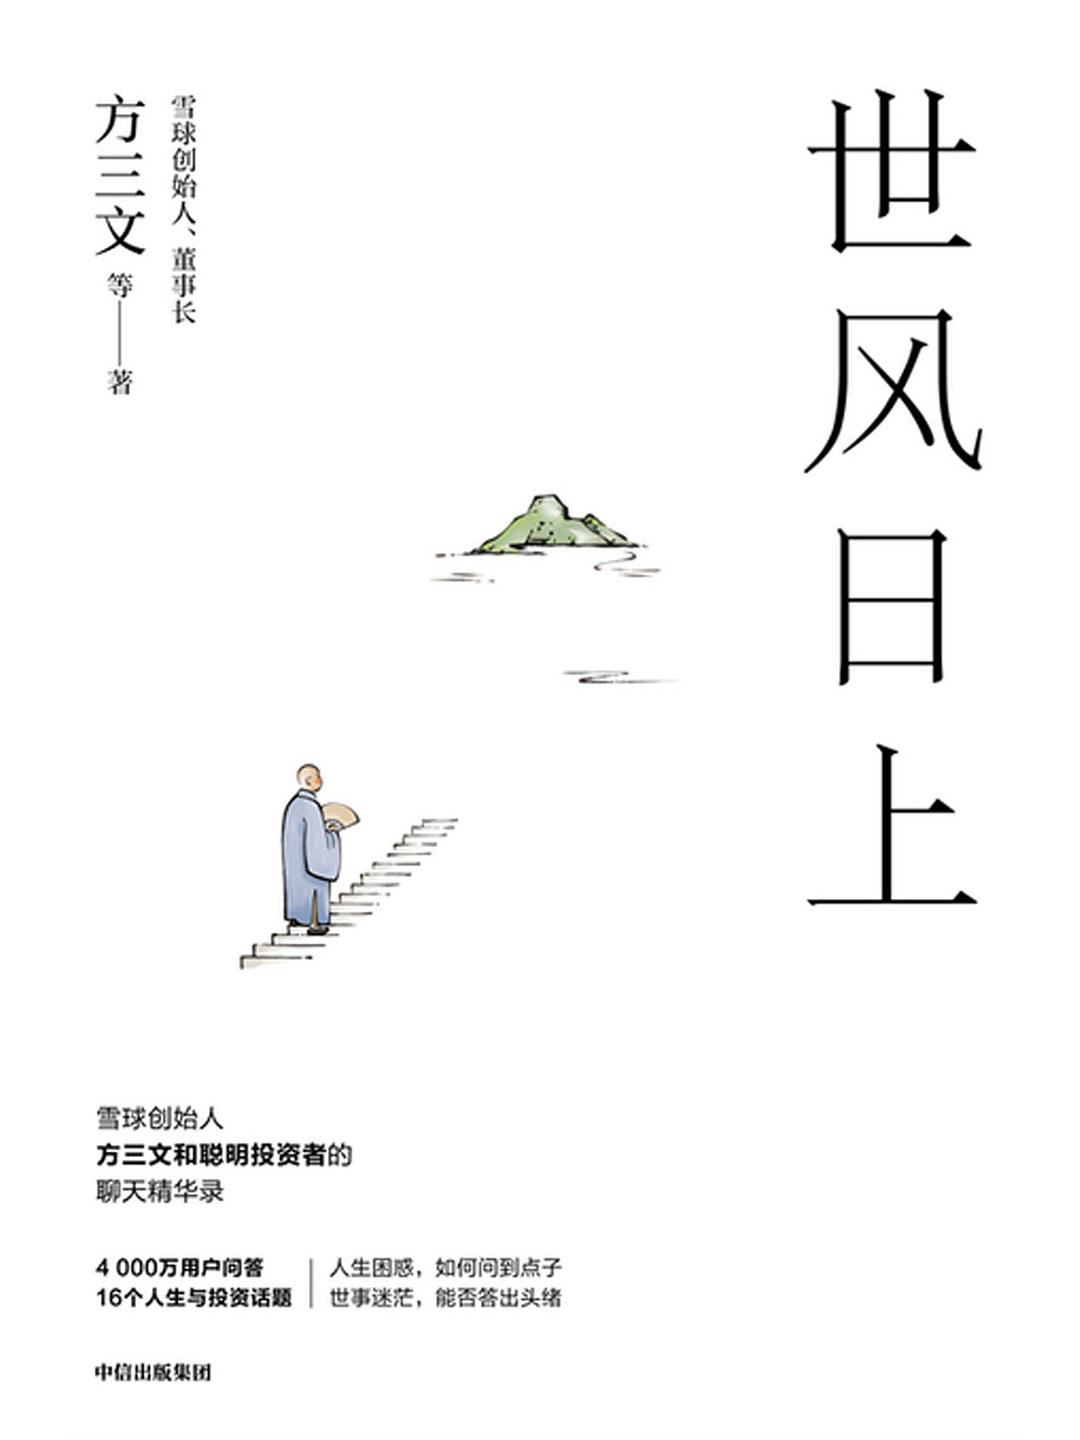 世风日上
雪球创始人、董事长
方三文 等——著
雪球创始人
方三文和聪明投资者的
聊天精华录
4 000万用户问答
16个人生与投资话题
人生困惑，如何问到点子
世事迷茫，能否答出头绪
中信出版集团